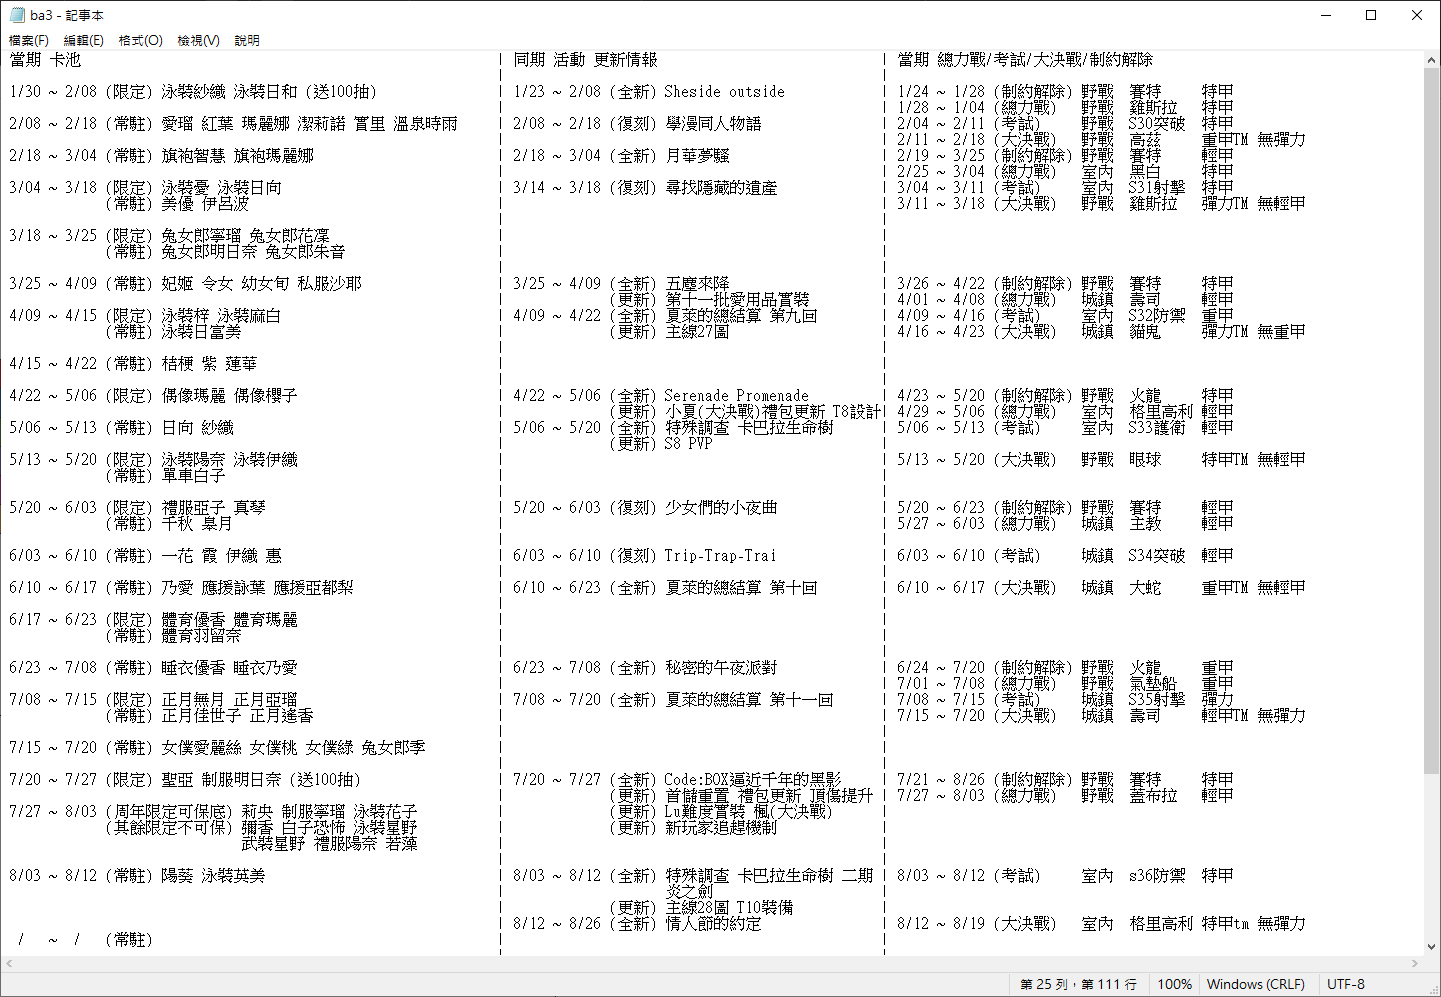 ba3 - 記事本
檔案(F) 編輯(E) 格式(O) 檢視(V) 說明
當期 卡池 | 同期 活動 更新情報 | 當期 總力戰/考試/大決戰/制約解除
1/30 ~ 2/08 (限定) 泳裝紗織 泳裝日和 (送100抽) | 1/23 ~ 2/08 (全新) Sheside outside | 1/24 ~ 1/28 (制約解除) 野戰 賽特 特甲
| | 1/28 ~ 1/04 (總力戰) 野戰 雞斯拉 特甲
2/08 ~ 2/18 (常駐) 愛瑠 紅葉 瑪麗娜 潔莉諾 實里 溫泉時雨 | 2/08 ~ 2/18 (復刻) 學漫同人物語 | 2/04 ~ 2/11 (考試) 野戰 S30突破 特甲
| | 2/11 ~ 2/18 (大決戰) 野戰 高茲 重甲TM 無彈力
2/18 ~ 3/04 (常駐) 旗袍智慧 旗袍瑪麗娜 | 2/18 ~ 3/04 (全新) 月華夢騷 | 2/19 ~ 3/25 (制約解除) 野戰 賽特 輕甲
| | 2/25 ~ 3/04 (總力戰) 室內 黑白 特甲
3/04 ~ 3/18 (限定) 泳裝憂 泳裝日向 | 3/14 ~ 3/18 (復刻) 尋找隱藏的遺產 | 3/04 ~ 3/11 (考試) 室內 S31射擊 特甲
(常駐) 美優 伊呂波 | | 3/11 ~ 3/18 (大決戰) 野戰 雞斯拉 彈力TM 無輕甲
3/18 ~ 3/25 (限定) 兔女郎寧瑠 兔女郎花凜 | |
(常駐) 兔女郎明日奈 兔女郎朱音 |
3/25 ~ 4/09 (常駐) 妃姬 令女 幼女旬 私服沙耶 | 3/25 ~ 4/09 (全新) 五塵來降 | 3/26 ~ 4/22 (制約解除) 野戰 賽特 特甲
| (更新) 第十一批愛用品實裝 | 4/01 ~ 4/08 (總力戰) 城鎮 壽司 輕甲
4/09 ~ 4/15 (限定) 泳裝梓 泳裝麻白 | 4/09 ~ 4/22 (全新) 夏萊的總結算 第九回 | 4/09 ~ 4/16 (考試) 室內 S32防禦 重甲
(常駐) 泳裝日富美 | (更新) 主線27圖 | 4/16 ~ 4/23 (大決戰) 城鎮 貓鬼 彈力TM 無重甲
4/15 ~ 4/22 (常駐) 桔梗 紫 蓮華 | |
4/22 ~ 5/06 (限定) 偶像瑪麗 偶像櫻子 | 4/22 ~ 5/06 (全新) Serenade Promenade | 4/23 ~ 5/20 (制約解除) 野戰 火龍 特甲
| (更新) 小夏(大決戰)禮包更新 T8設計| 4/29 ~ 5/06 (總力戰) 室內 格里高利 輕甲
5/06 ~ 5/13 (常駐) 日向 紗織 | 5/06 ~ 5/20 (全新) 特殊調查 卡巴拉生命樹 | 5/06 ~ 5/13 (考試) 室內 S33護衛 輕甲
| (更新) S8 PVP |
5/13 ~ 5/20 (限定) 泳裝陽奈 泳裝伊織 | | 5/13 ~ 5/20 (大決戰) 野戰 眼球 特甲TM 無輕甲
(常駐) 單車白子 | |
5/20 ~ 6/03 (限定) 禮服亞子 真琴 | 5/20 ~ 6/03 (復刻) 少女們的小夜曲 | 5/20 ~ 6/23 (制約解除) 野戰 賽特 輕甲
(常駐) 千秋 皋月 | | 5/27 ~ 6/03 (總力戰) 城鎮 主教 輕甲
6/03 ~ 6/10 (常駐) 一花 霞 伊織 惠 | 6/03 ~ 6/10 (復刻) Trip-Trap-Trai | 6/03 ~ 6/10 (考試) 城鎮 S34突破 輕甲
6/10 ~ 6/17 (常駐) 乃愛 應援詠葉 應援亞都梨 | 6/10 ~ 6/23 (全新) 夏萊的總結算 第十回 | 6/10 ~ 6/17 (大決戰) 城鎮 大蛇 重甲TM 無輕甲
6/17 ~ 6/23 (限定) 體育優香 體育瑪麗 | |
(常駐) 體育羽留奈 | |
6/23 ~ 7/08 (常駐) 睡衣優香 睡衣乃愛 | 6/23 ~ 7/08 (全新) 秘密的午夜派對 | 6/24 ~ 7/20 (制約解除) 野戰 火龍 重甲
| | 7/01 ~ 7/08 (總力戰) 野戰 氣墊船 重甲
7/08 ~ 7/15 (限定) 正月無月 正月亞瑠 | 7/08 ~ 7/20 (全新) 夏萊的總結算 第十一回 | 7/08 ~ 7/15 (考試) 城鎮 S35射擊 彈力
(常駐) 正月佳世子 正月遙香 | | 7/15 ~ 7/20 (大決戰) 城鎮 壽司 輕甲TM 無彈力
7/15 ~ 7/20 (常駐) 女僕愛麗絲 女僕桃 女僕綠 兔女郎季 | |
7/20 ~ 7/27 (限定) 聖亞 制服明日奈 (送100抽) | 7/20 ~ 7/27 (全新) Code:BOX逼近千年的黑影 | 7/21 ~ 8/26 (制約解除) 野戰 賽特 特甲
| (更新) 首儲重置 禮包更新 頂傷提升 | 7/27 ~ 8/03 (總力戰) 野戰 蓋布拉 輕甲
7/27 ~ 8/03 (周年限定可保底) 莉央 制服寧瑠 泳裝花子 | (更新) Lu難度實裝 楓(大決戰) |
(其餘限定不可保) 彌香 白子恐怖 泳裝星野 | (更新) 新玩家追趕機制 |
武裝星野 禮服陽奈 若藻 | |
8/03 ~ 8/12 (常駐) 陽葵 泳裝英美 | 8/03 ~ 8/12 (全新) 特殊調查 卡巴拉生命樹 二期 | 8/03 ~ 8/12 (考試) 室內 s36防禦 特甲
| 炎之劍 |
| (更新) 主線28圖 T10裝備 |
| 8/12 ~ 8/26 (全新) 情人節的約定 | 8/12 ~ 8/19 (大決戰) 室內 格里高利 特甲tm 無彈力
/ ~ / (常駐) | |
第 25 列，第 111 行 100% Windows (CRLF) UTF-8